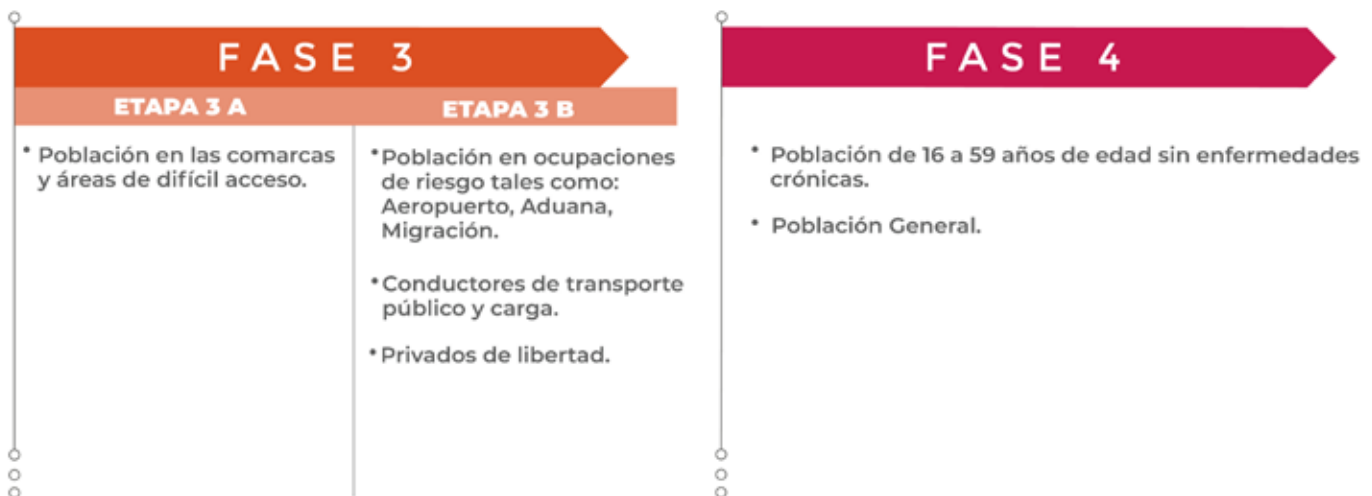 FASE 3
ETAPA 3 A
• Población en las comarcas
y áreas de difícil acceso.
ETAPA 3 B
•Población en ocupaciones
de riesgo tales como:
Aeropuerto, Aduana,
Migración.
•Conductores de transporte
público y carga.
•Privados de libertad.
FASE 4
• Población de 16 a 59 años de edad sin enfermedades
crónicas.
• Población General.